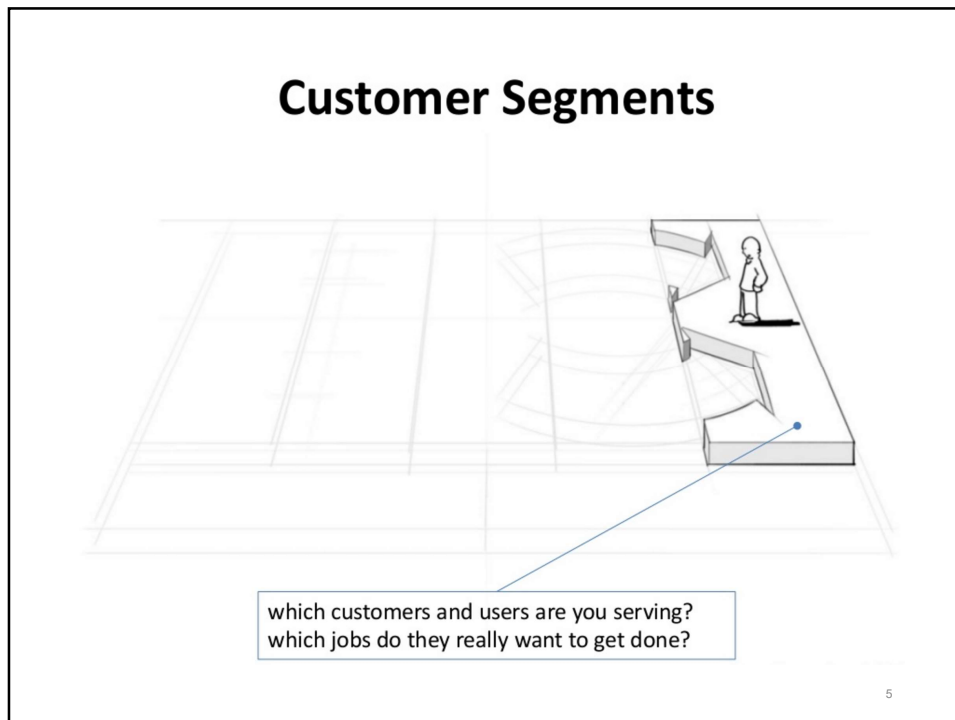 Customer Segments
which customers and users are you serving?
which jobs do they really want to get done?
5